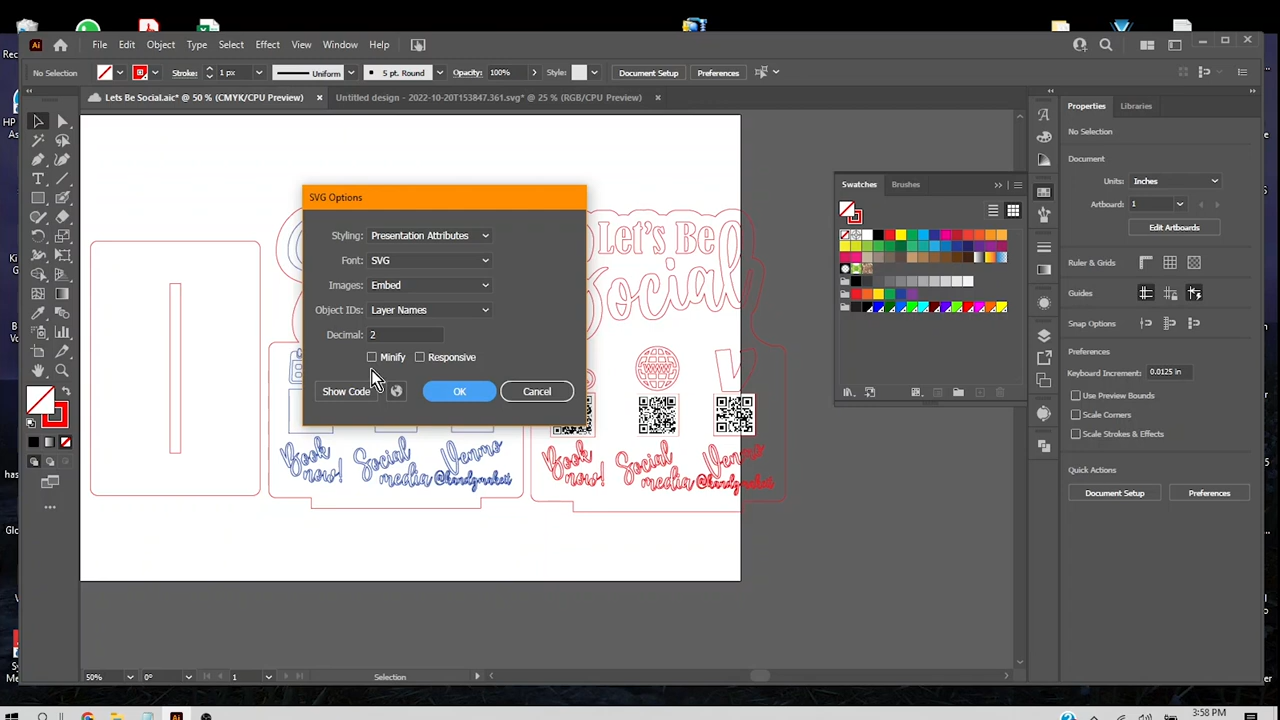 Ai File Edit Object Type Select Effect View Window Help
No Selection Stroke: 1 px Uniform 5 pt. Round Opacity: 100% Style: Document Setup Preferences
Lets Be Social.aic* @ 50 % (CMYK/CPU Preview) × Untitled design - 2022-10-20T153847.361.svg* @ 25 % (RGB/CPU Preview) ×
Properties Libraries
No Selection
Document
Units: Inches
Artboard: 1
Edit Artboards
Ruler & Grids
Guides
Snap Options
Preferences
Keyboard Increment: 0.0125 in
Use Preview Bounds
Scale Corners
Scale Strokes & Effects
Quick Actions
Document Setup Preferences
Swatches Brushes
SVG Options
Styling: Presentation Attributes
Font: SVG
Images: Embed
Object IDs: Layer Names
Decimal: 2
Minify Responsive
Show Code OK Cancel
Let's Be
Social
Book now!
Social media
Venmo
@handzmadeit
Book now!
Social media
Venmo
@handzmadeit
50% 0° 1 Selection
3:58 PM